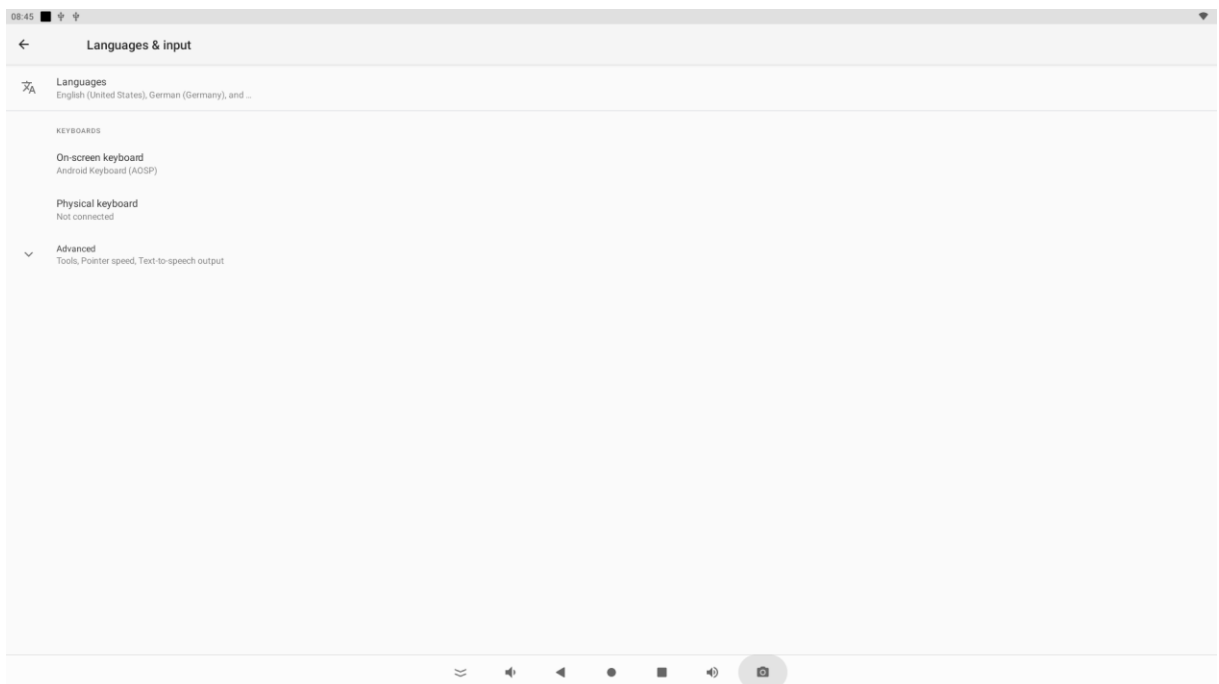 08:45
Languages & input
Languages
English (United States), German (Germany), and ...
KEYBOARDS
On-screen keyboard
Android Keyboard (AOSP)
Physical keyboard
Not connected
Advanced
Tools, Pointer speed, Text-to-speech output